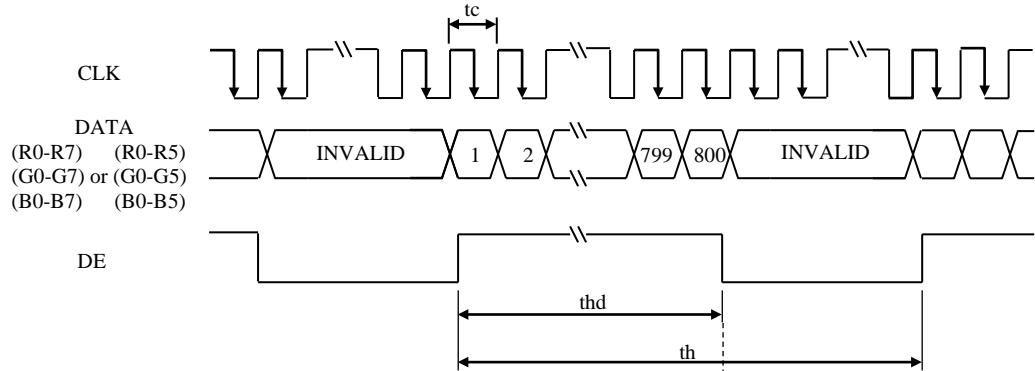 tc
CLK
DATA
(R0-R7) (R0-R5)
(G0-G7) or (G0-G5)
(B0-B7) (B0-B5)
INVALID 1 2 799 800 INVALID
DE
thd
th